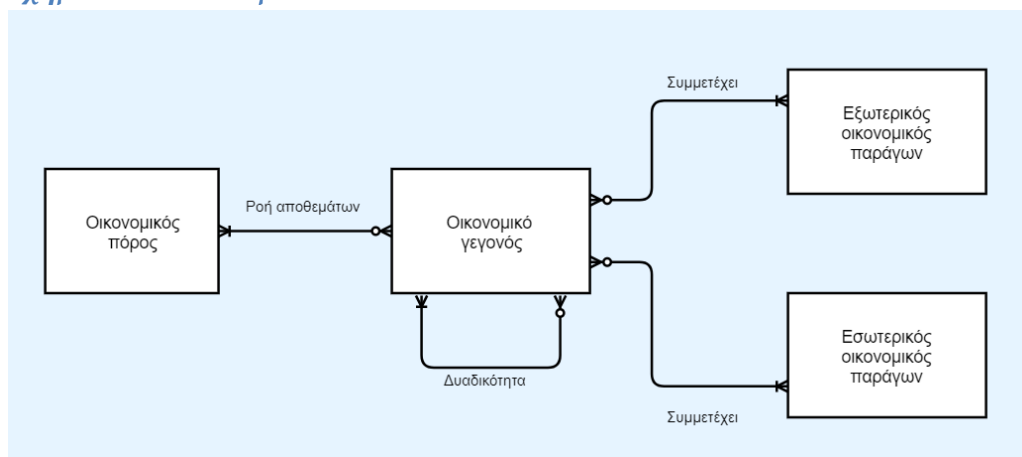 Συμμετέχει
Εξωτερικός
οικονομικός
παράγων
Οικονομικός
πόρος
Ροή αποθεμάτων
Οικονομικό
γεγονός
Δυαδικότητα
Εσωτερικός
οικονομικός
παράγων
Συμμετέχει